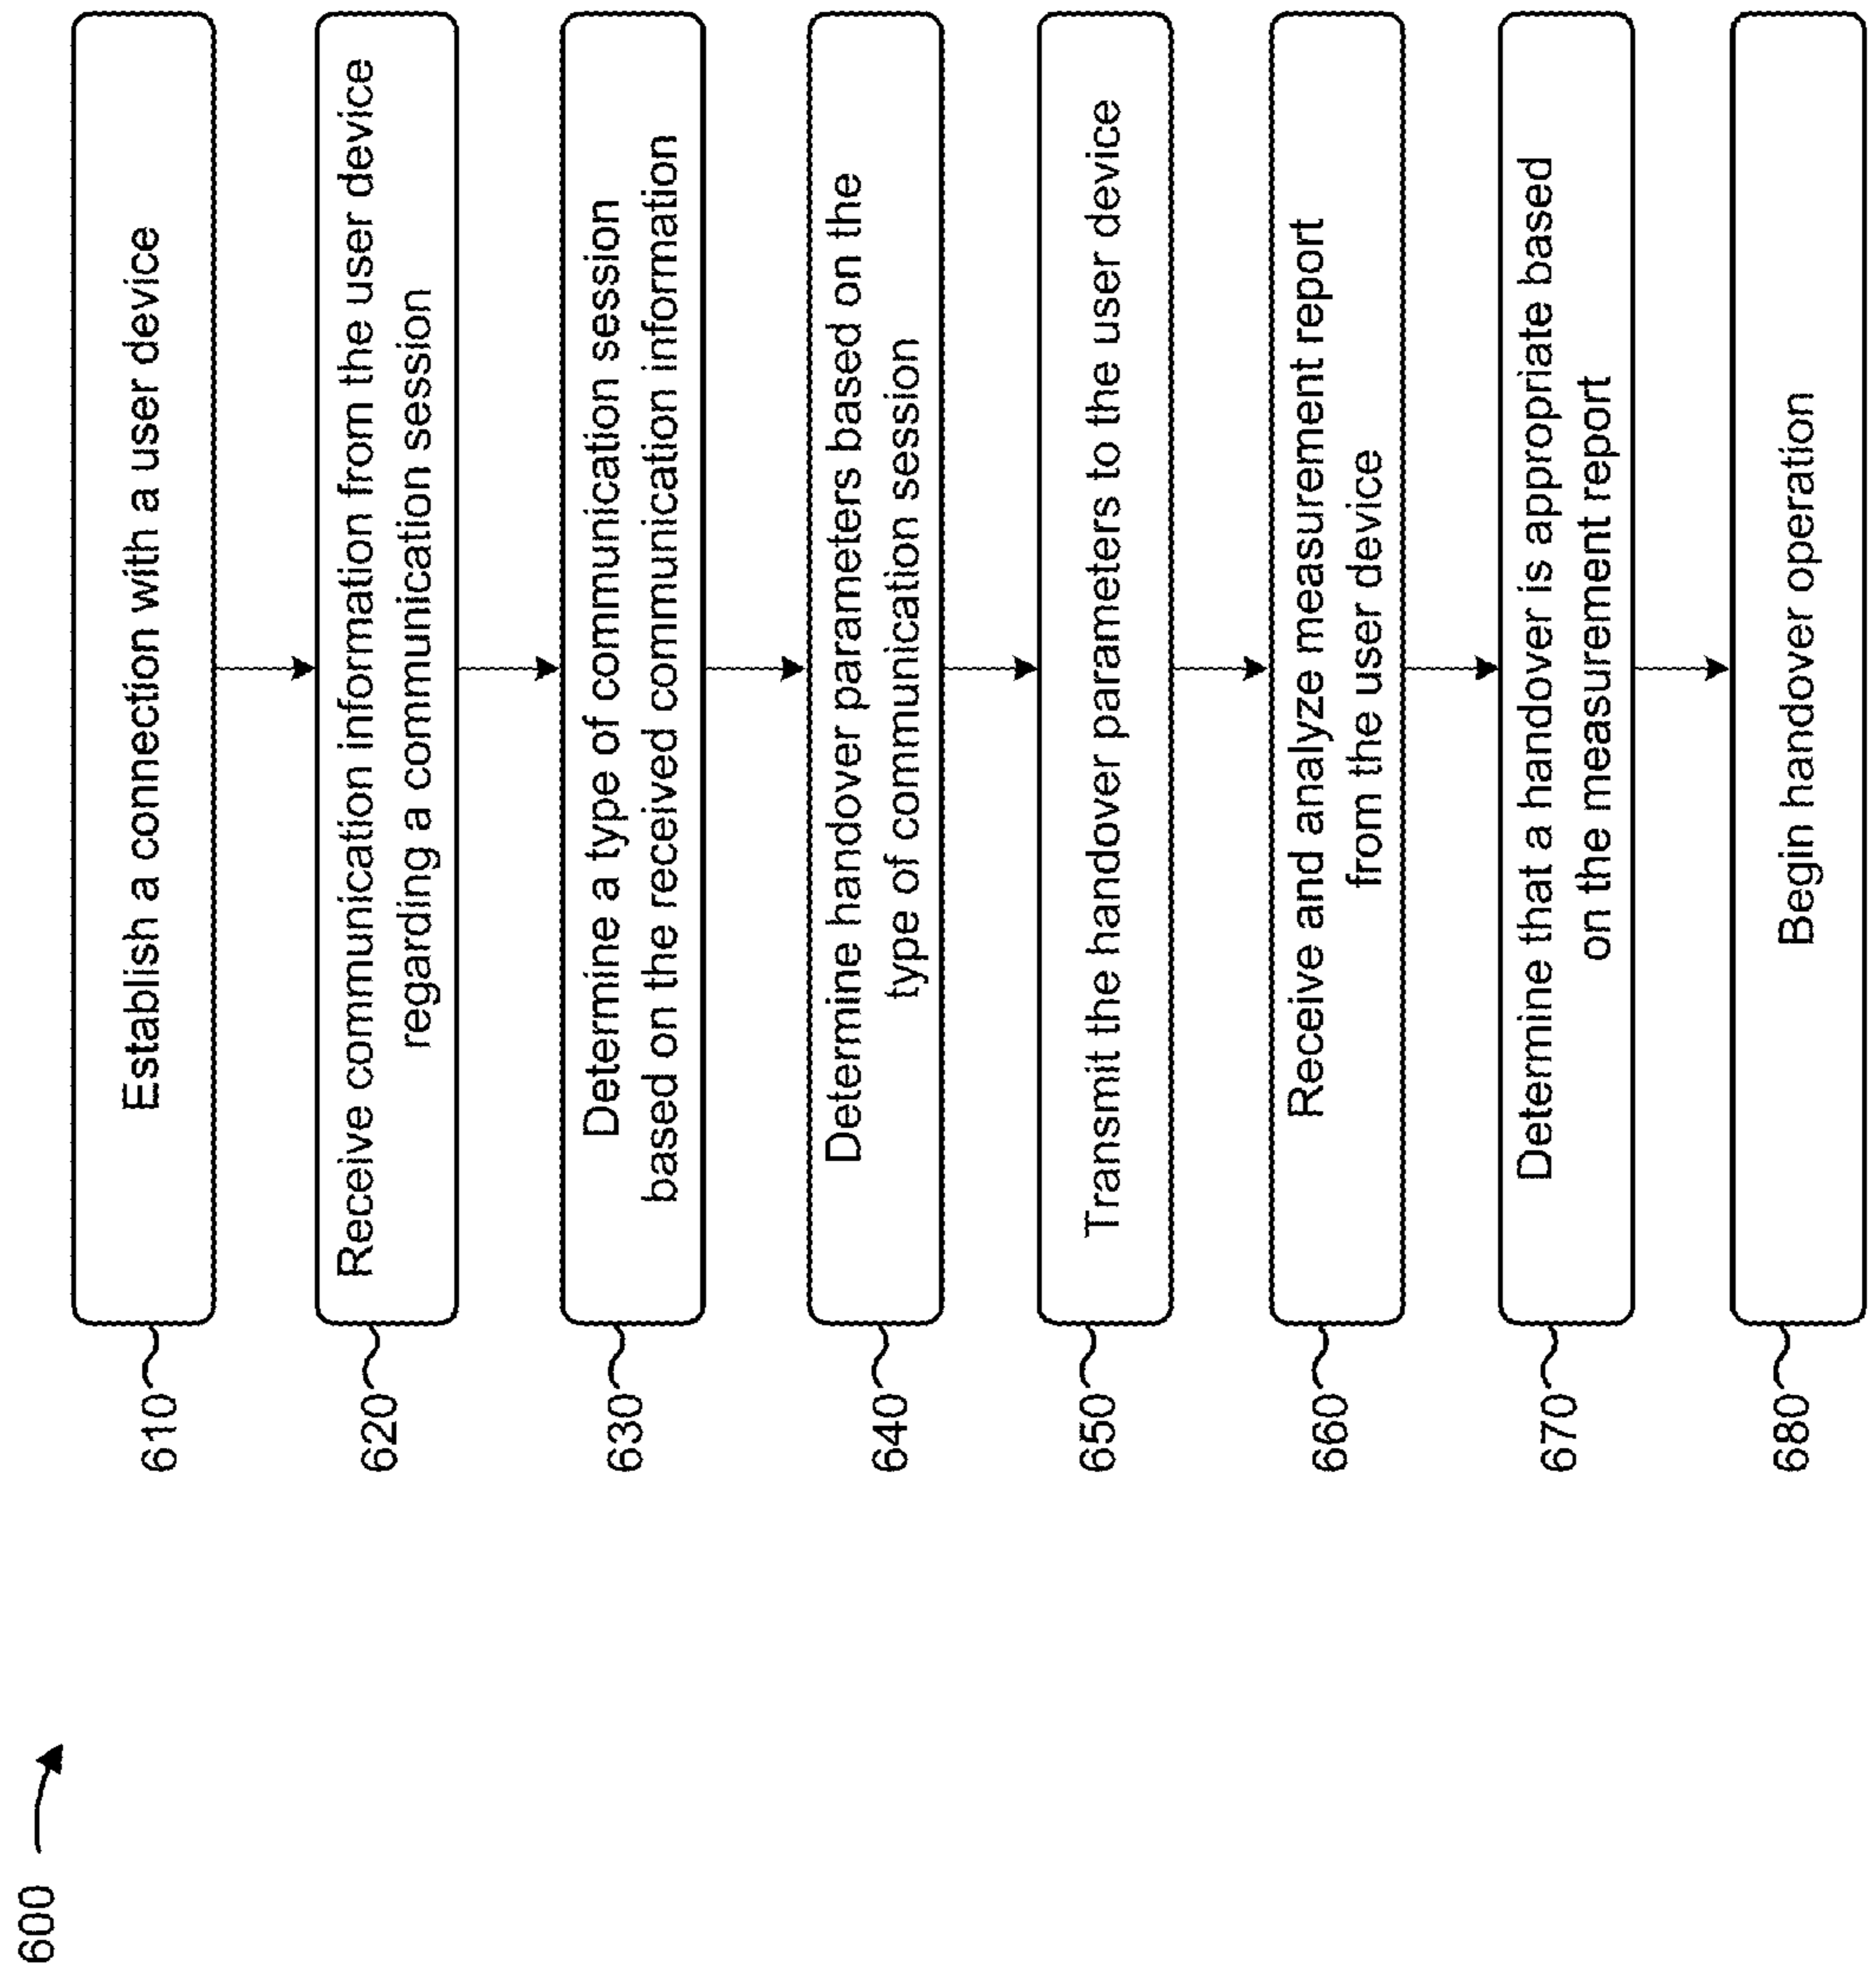 600
610
Establish a connection with a user device
620
Receive communication information from the user device
regarding a communication session
630
Determine a type of communication session
based on the received communication information
640
Determine handover parameters based on the
type of communication session
650
Transmit the handover parameters to the user device
660
Receive and analyze measurement report
from the user device
670
Determine that a handover is appropriate based
on the measurement report
680
Begin handover operation